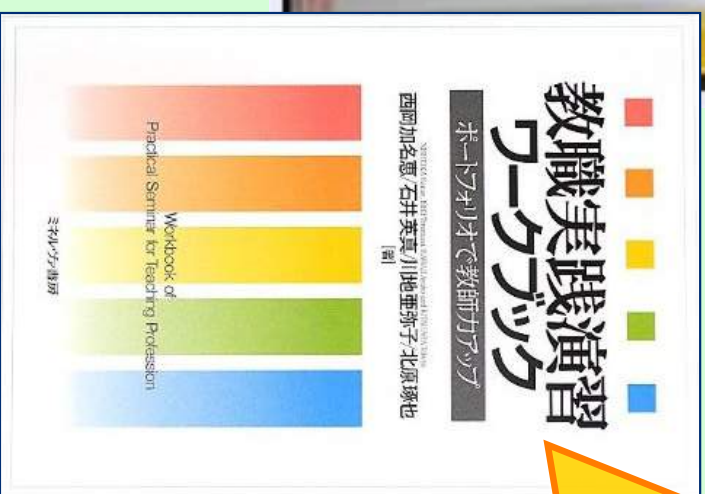 教職実践演習
ワークブック
ポートフォリオで教師力アップ
西岡加名恵/石井英真/川地亜弥子/北原琢也
[著]
Workbook of
Practical Seminar for Teaching Profession
ミネルヴァ書房